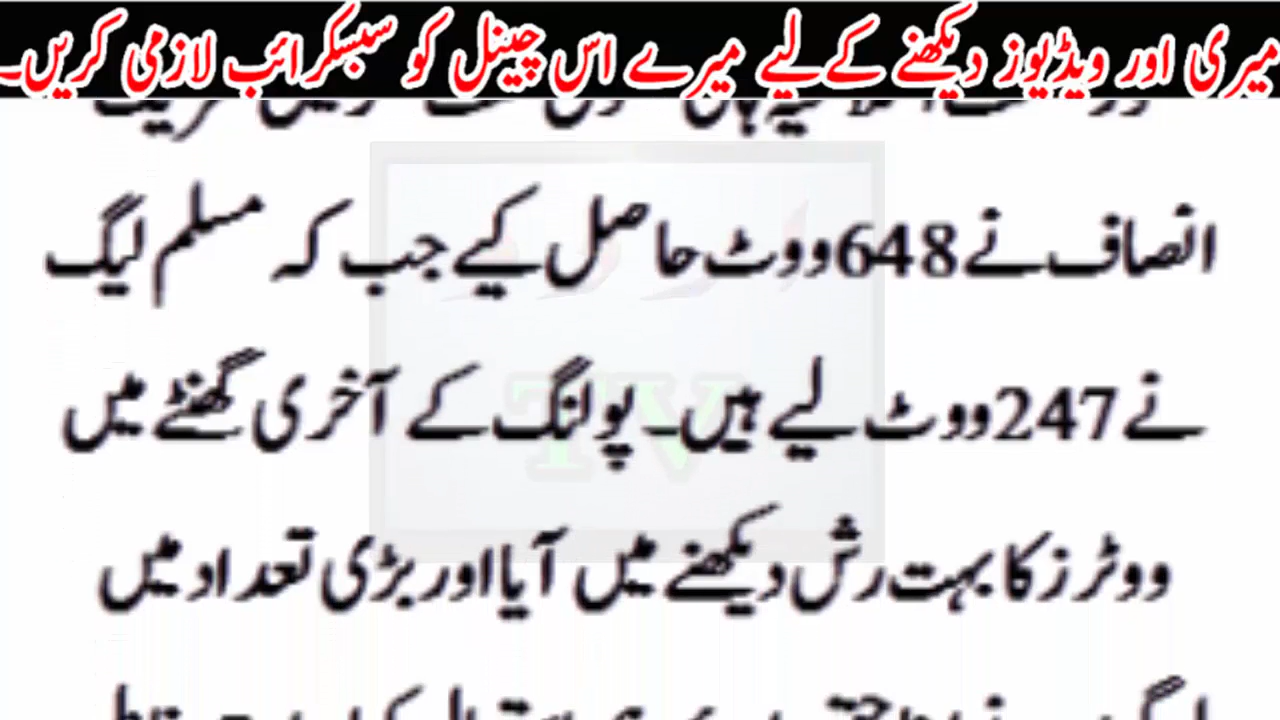 میری اور ویڈیوز دیکھنے کے لیے میرے اس چینل کو سبسکرائب لازمی کریں۔
انصاف نے 648 ووٹ حاصل کیے جب کہ مسلم لیگ
نے 247 ووٹ لیے ہیں۔ پولنگ کے آخری گھنٹے میں
ووٹرز کا بہت رش دیکھنے میں آیا اور بڑی تعداد میں
TV